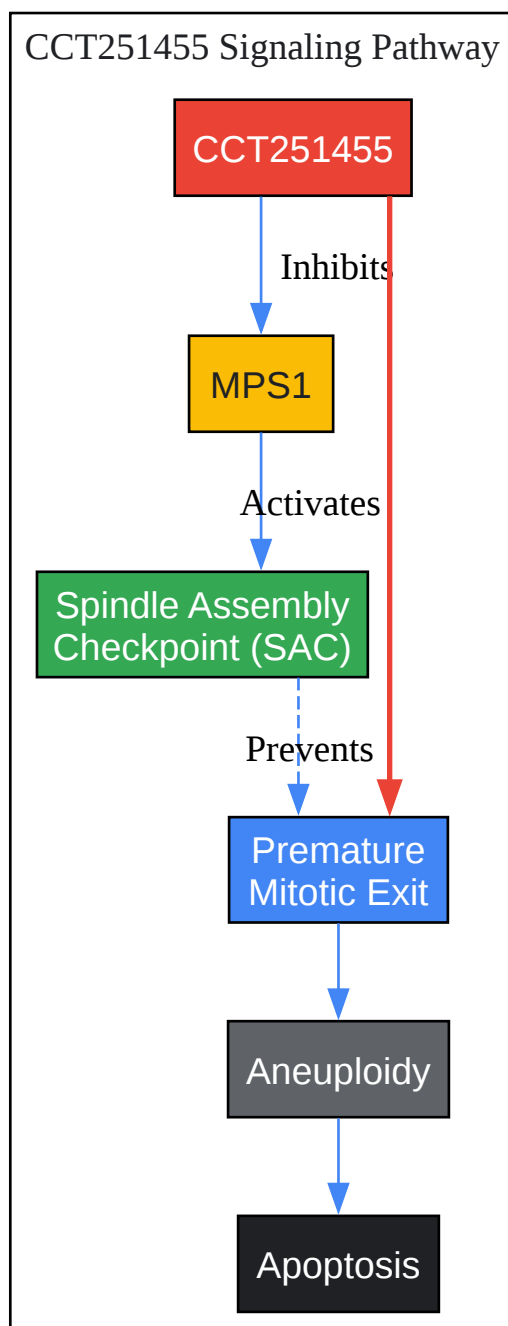 CCT251455 Signaling Pathway
CCT251455
Inhibits
MPS1
Activates
Spindle Assembly
Checkpoint (SAC)
Prevents
Premature
Mitotic Exit
Aneuploidy
Apoptosis